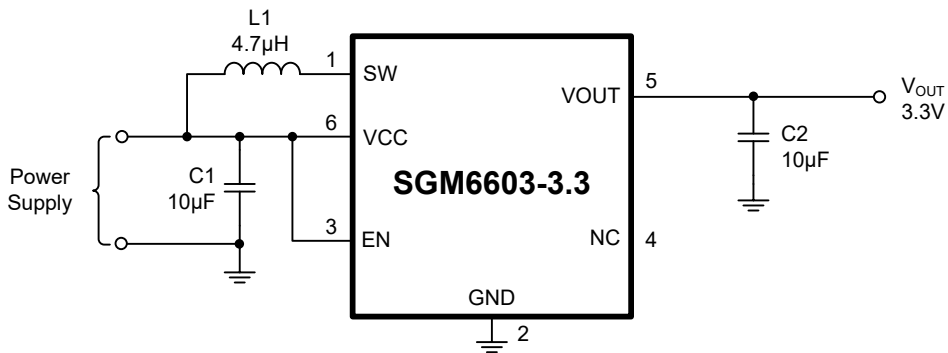 L1
4.7µH
1
SW
VOUT
5
VOUT
3.3V
6
VCC
C2
10µF
Power
Supply
C1
10µF
SGM6603-3.3
3
EN
NC
4
GND
2